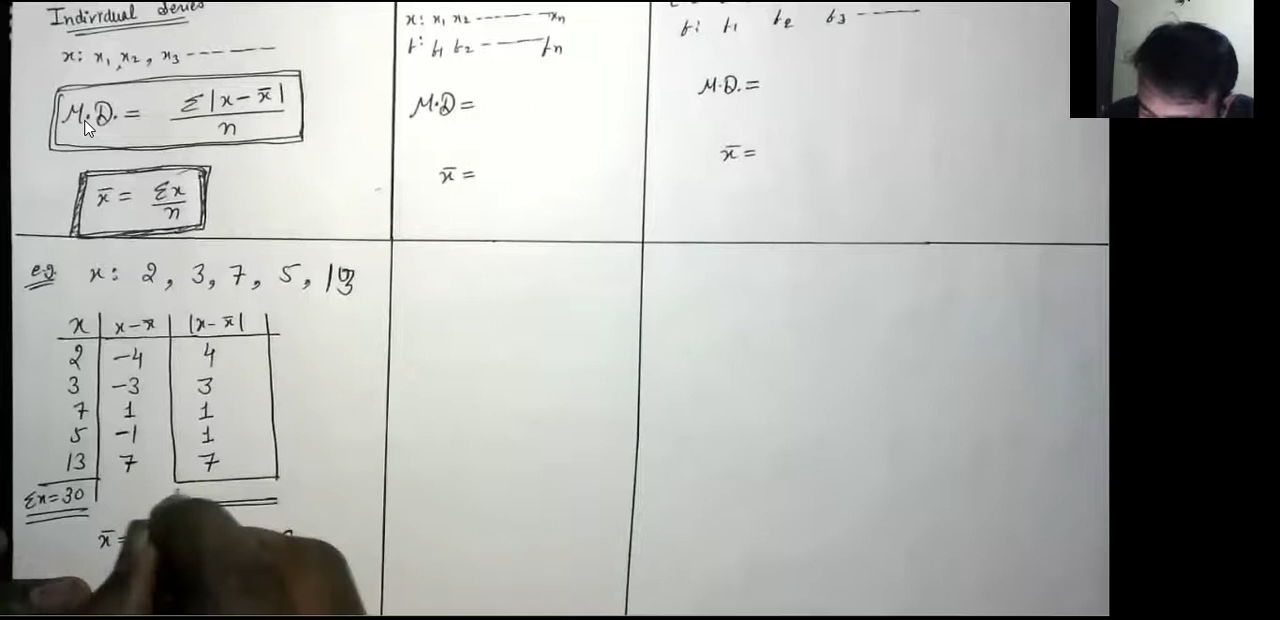 Individual Series
x: x₁, x₂, x₃ ------
M.D. = Σ|x - x̄| / n
x̄ = Σx / n
x: x₁ x₂ ------ xₙ
f: f₁ f₂ ------ fₙ
M.D =
x̄ =
f: f₁ f₂ f₃ ------
M.D. =
x̄ =
e.g. x: 2, 3, 7, 5, 13
x | x - x̄ | |x - x̄|
2 | -4 | 4
3 | -3 | 3
7 | 1 | 1
5 | -1 | 1
13 | 7 | 7
Σx = 30
x̄ =